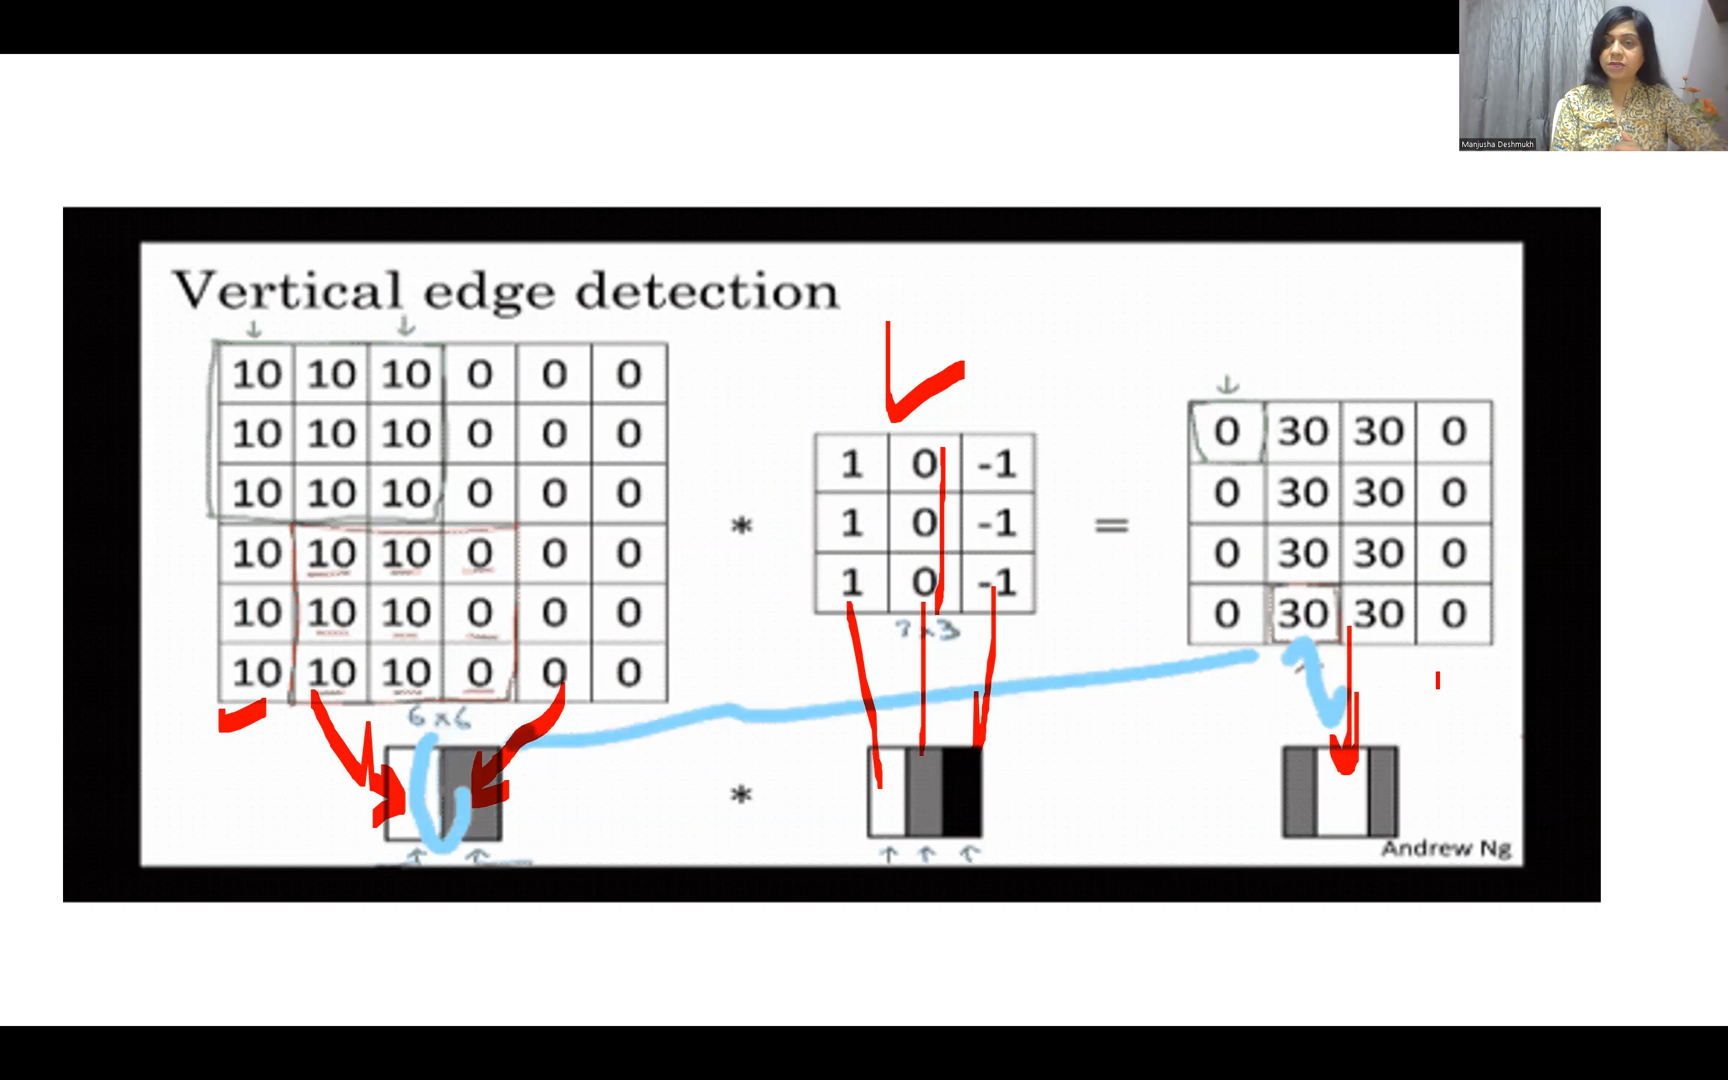 Manjusha Deshmukh
Vertical edge detection
10 10 10 0 0 0
10 10 10 0 0 0
10 10 10 0 0 0
10 10 10 0 0 0
10 10 10 0 0 0
10 10 10 0 0 0
6 x 6
*
1 0 -1
1 0 -1
1 0 -1
=
0 30 30 0
0 30 30 0
0 30 30 0
0 30 30 0
*
Andrew Ng